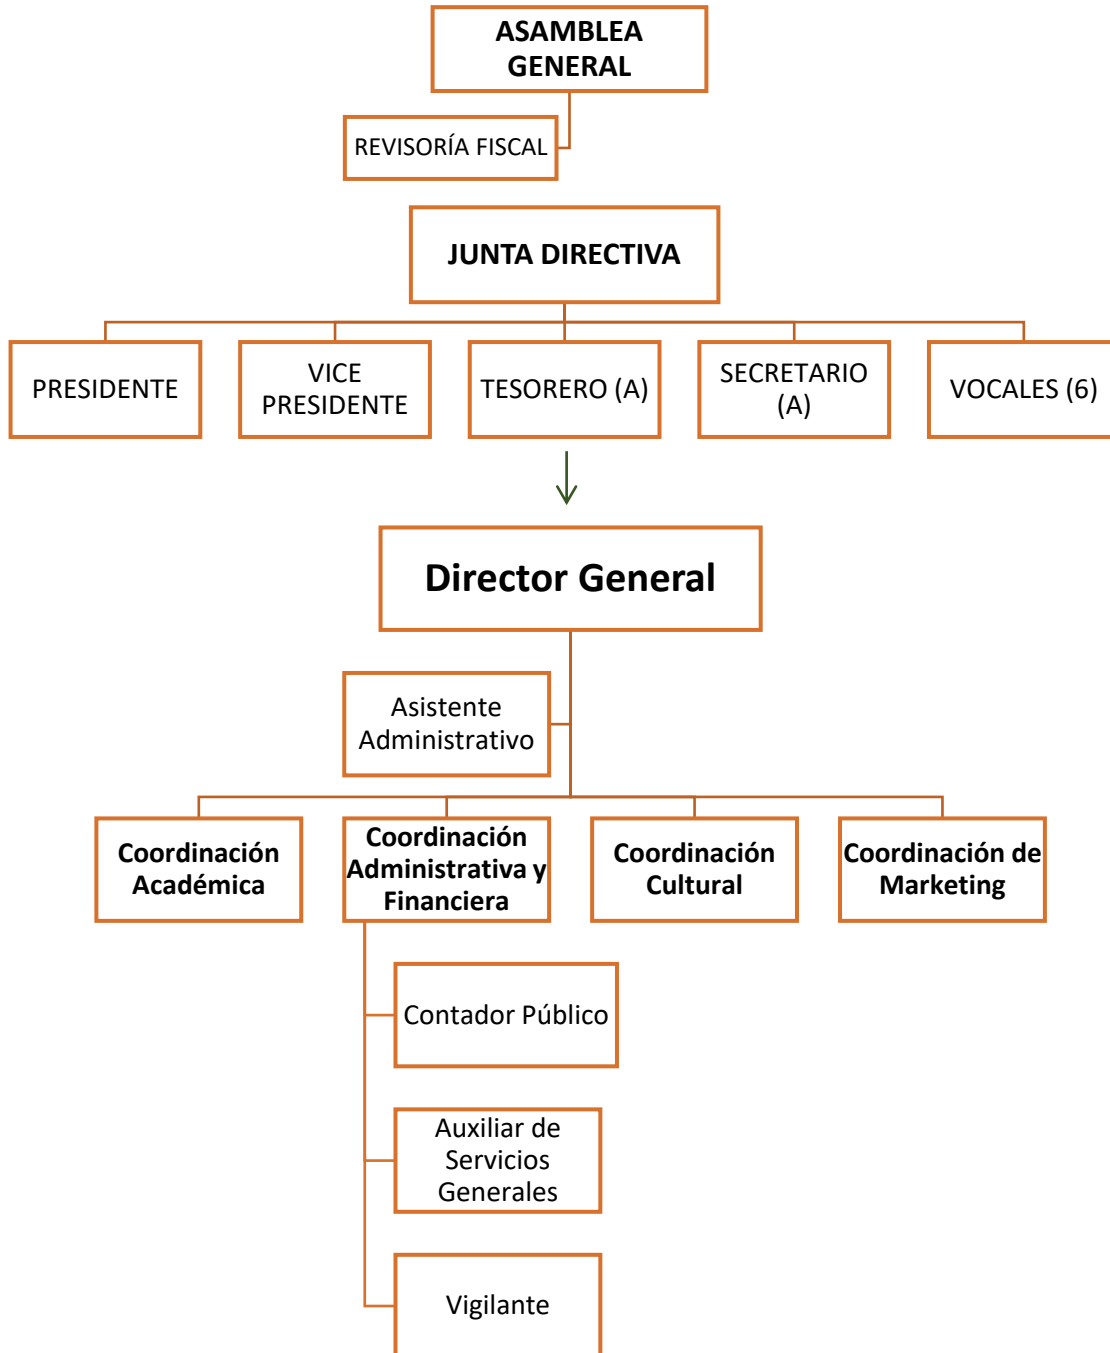 ASAMBLEA
GENERAL
REVISORÍA FISCAL
JUNTA DIRECTIVA
PRESIDENTE
VICE
PRESIDENTE
TESORERO (A)
SECRETARIO
(A)
VOCALES (6)
Director General
Asistente
Administrativo
Coordinación
Académica
Coordinación
Administrativa y
Financiera
Coordinación
Cultural
Coordinación de
Marketing
Contador Público
Auxiliar de
Servicios
Generales
Vigilante